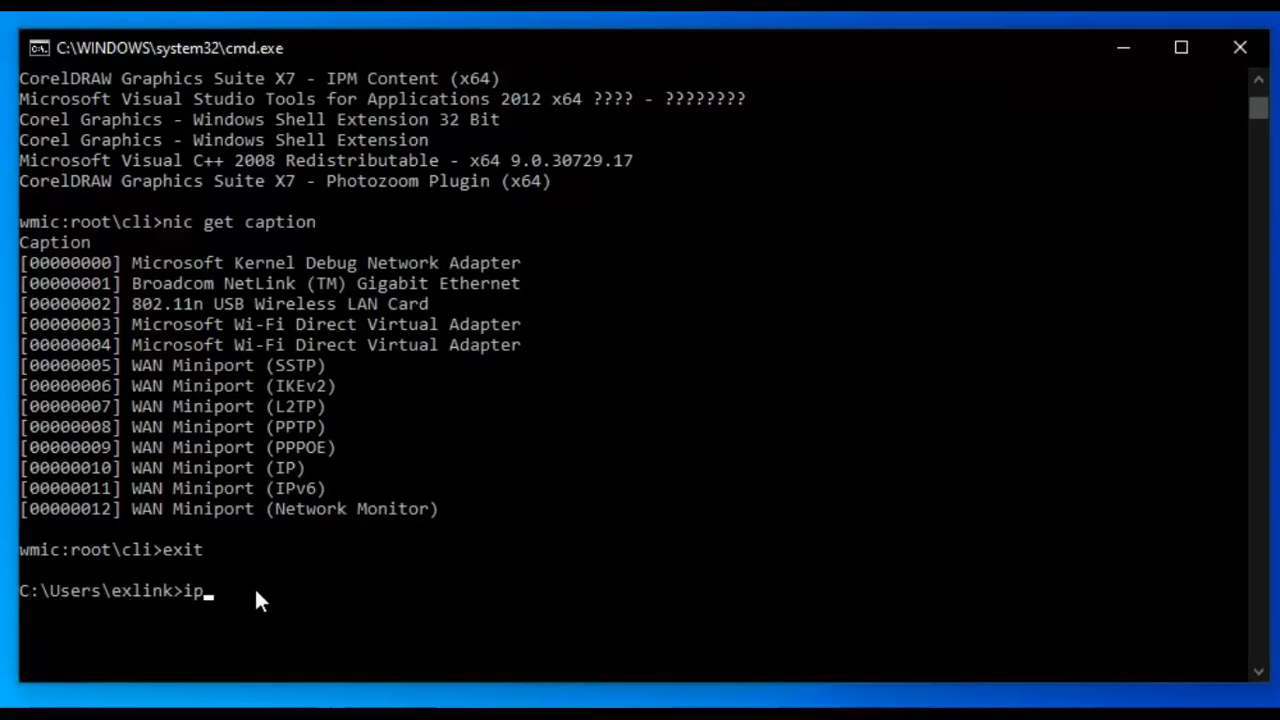 C:\WINDOWS\system32\cmd.exe
CorelDRAW Graphics Suite X7 - IPM Content (x64)
Microsoft Visual Studio Tools for Applications 2012 x64 ???? - ????????
Corel Graphics - Windows Shell Extension 32 Bit
Corel Graphics - Windows Shell Extension
Microsoft Visual C++ 2008 Redistributable - x64 9.0.30729.17
CorelDRAW Graphics Suite X7 - Photozoom Plugin (x64)
wmic:root\cli>nic get caption
Caption
[00000000] Microsoft Kernel Debug Network Adapter
[00000001] Broadcom NetLink (TM) Gigabit Ethernet
[00000002] 802.11n USB Wireless LAN Card
[00000003] Microsoft Wi-Fi Direct Virtual Adapter
[00000004] Microsoft Wi-Fi Direct Virtual Adapter
[00000005] WAN Miniport (SSTP)
[00000006] WAN Miniport (IKEv2)
[00000007] WAN Miniport (L2TP)
[00000008] WAN Miniport (PPTP)
[00000009] WAN Miniport (PPPOE)
[00000010] WAN Miniport (IP)
[00000011] WAN Miniport (IPv6)
[00000012] WAN Miniport (Network Monitor)
wmic:root\cli>exit
C:\Users\exlink>ip